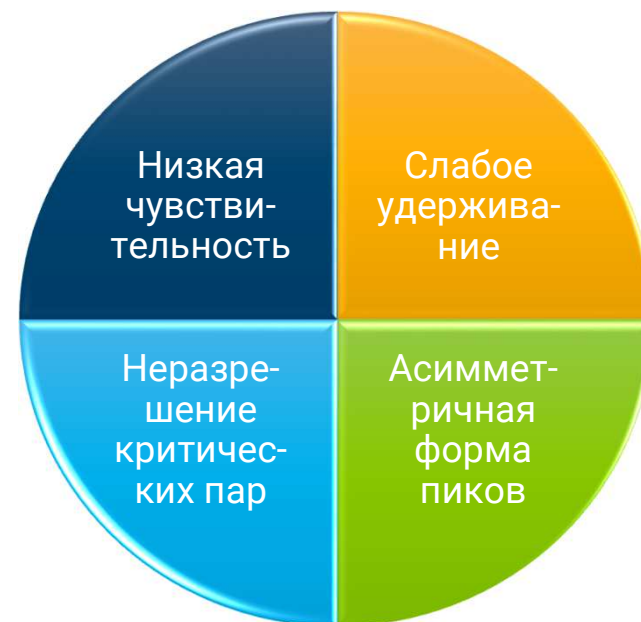 Низкая
чувстви-
тельность
Слабое
удержива-
ние
Неразре-
шение
критичес-
ких пар
Асиммет-
ричная
форма
пиков